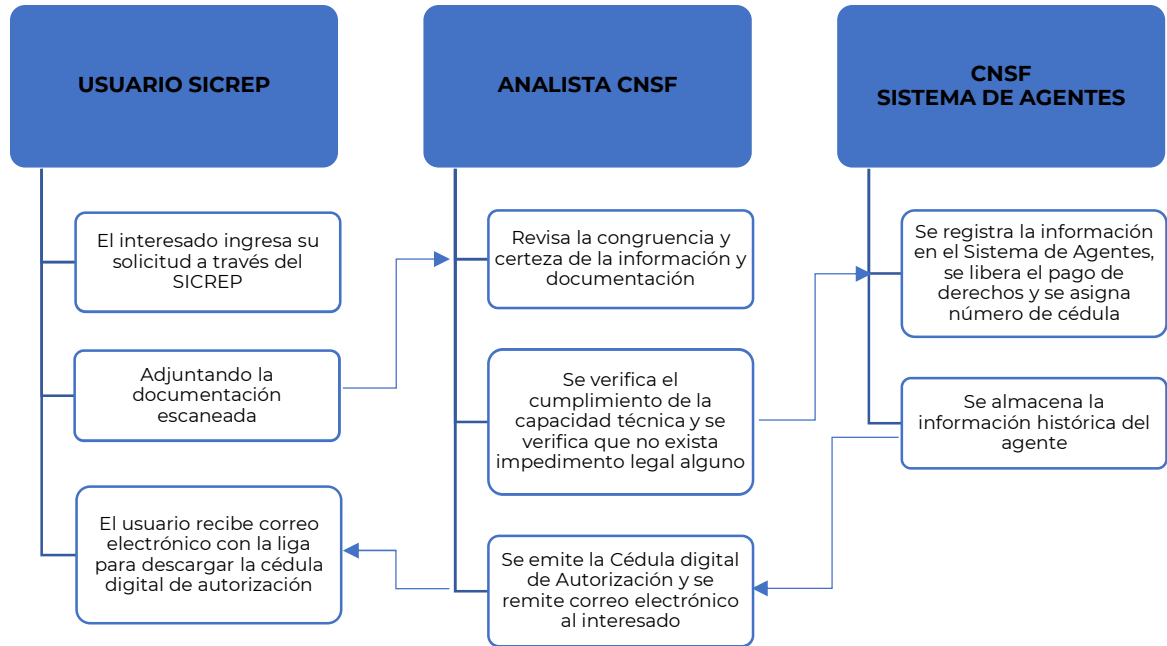 USUARIO SICREP
El interesado ingresa su
solicitud a través del
SICREP
Adjuntando la
documentación
escaneada
El usuario recibe correo
electrónico con la liga
para descargar la cédula
digital de autorización
ANALISTA CNSF
Revisa la congruencia y
certeza de la información y
documentación
Se verifica el
cumplimiento de la
capacidad técnica y se
verifica que no exista
impedimento legal alguno
Se emite la Cédula digital
de Autorización y se
remite correo electrónico
al interesado
CNSF
SISTEMA DE AGENTES
Se registra la información
en el Sistema de Agentes,
se libera el pago de
derechos y se asigna
número de cédula
Se almacena la
información histórica del
agente